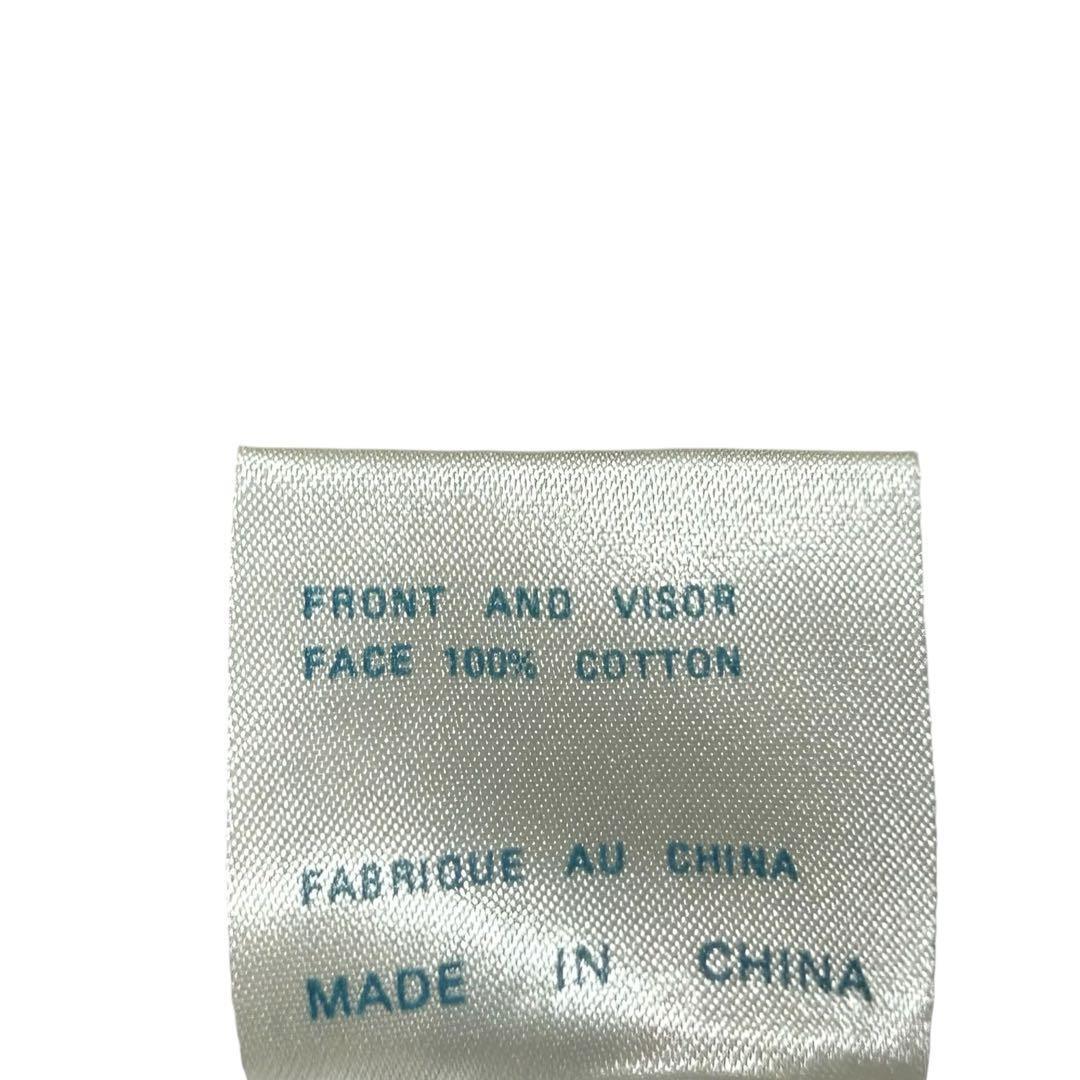 FRONT AND VISOR
FACE 100% COTTON
FABRIQUE AU CHINA
MADE IN CHINA